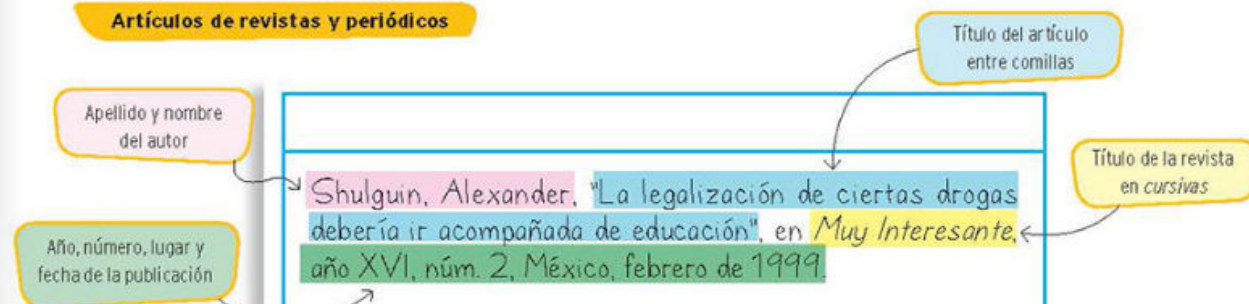 Artículos de revistas y periódicos
Título del artículo
entre comillas
Apellido y nombre
del autor
Título de la revista
en cursivas
Shulguin, Alexander, "La legalización de ciertas drogas
debería ir acompañada de educación", en Muy Interesante,
año XVI, núm. 2, México, febrero de 1999.
Año, número, lugar y
fecha de la publicación